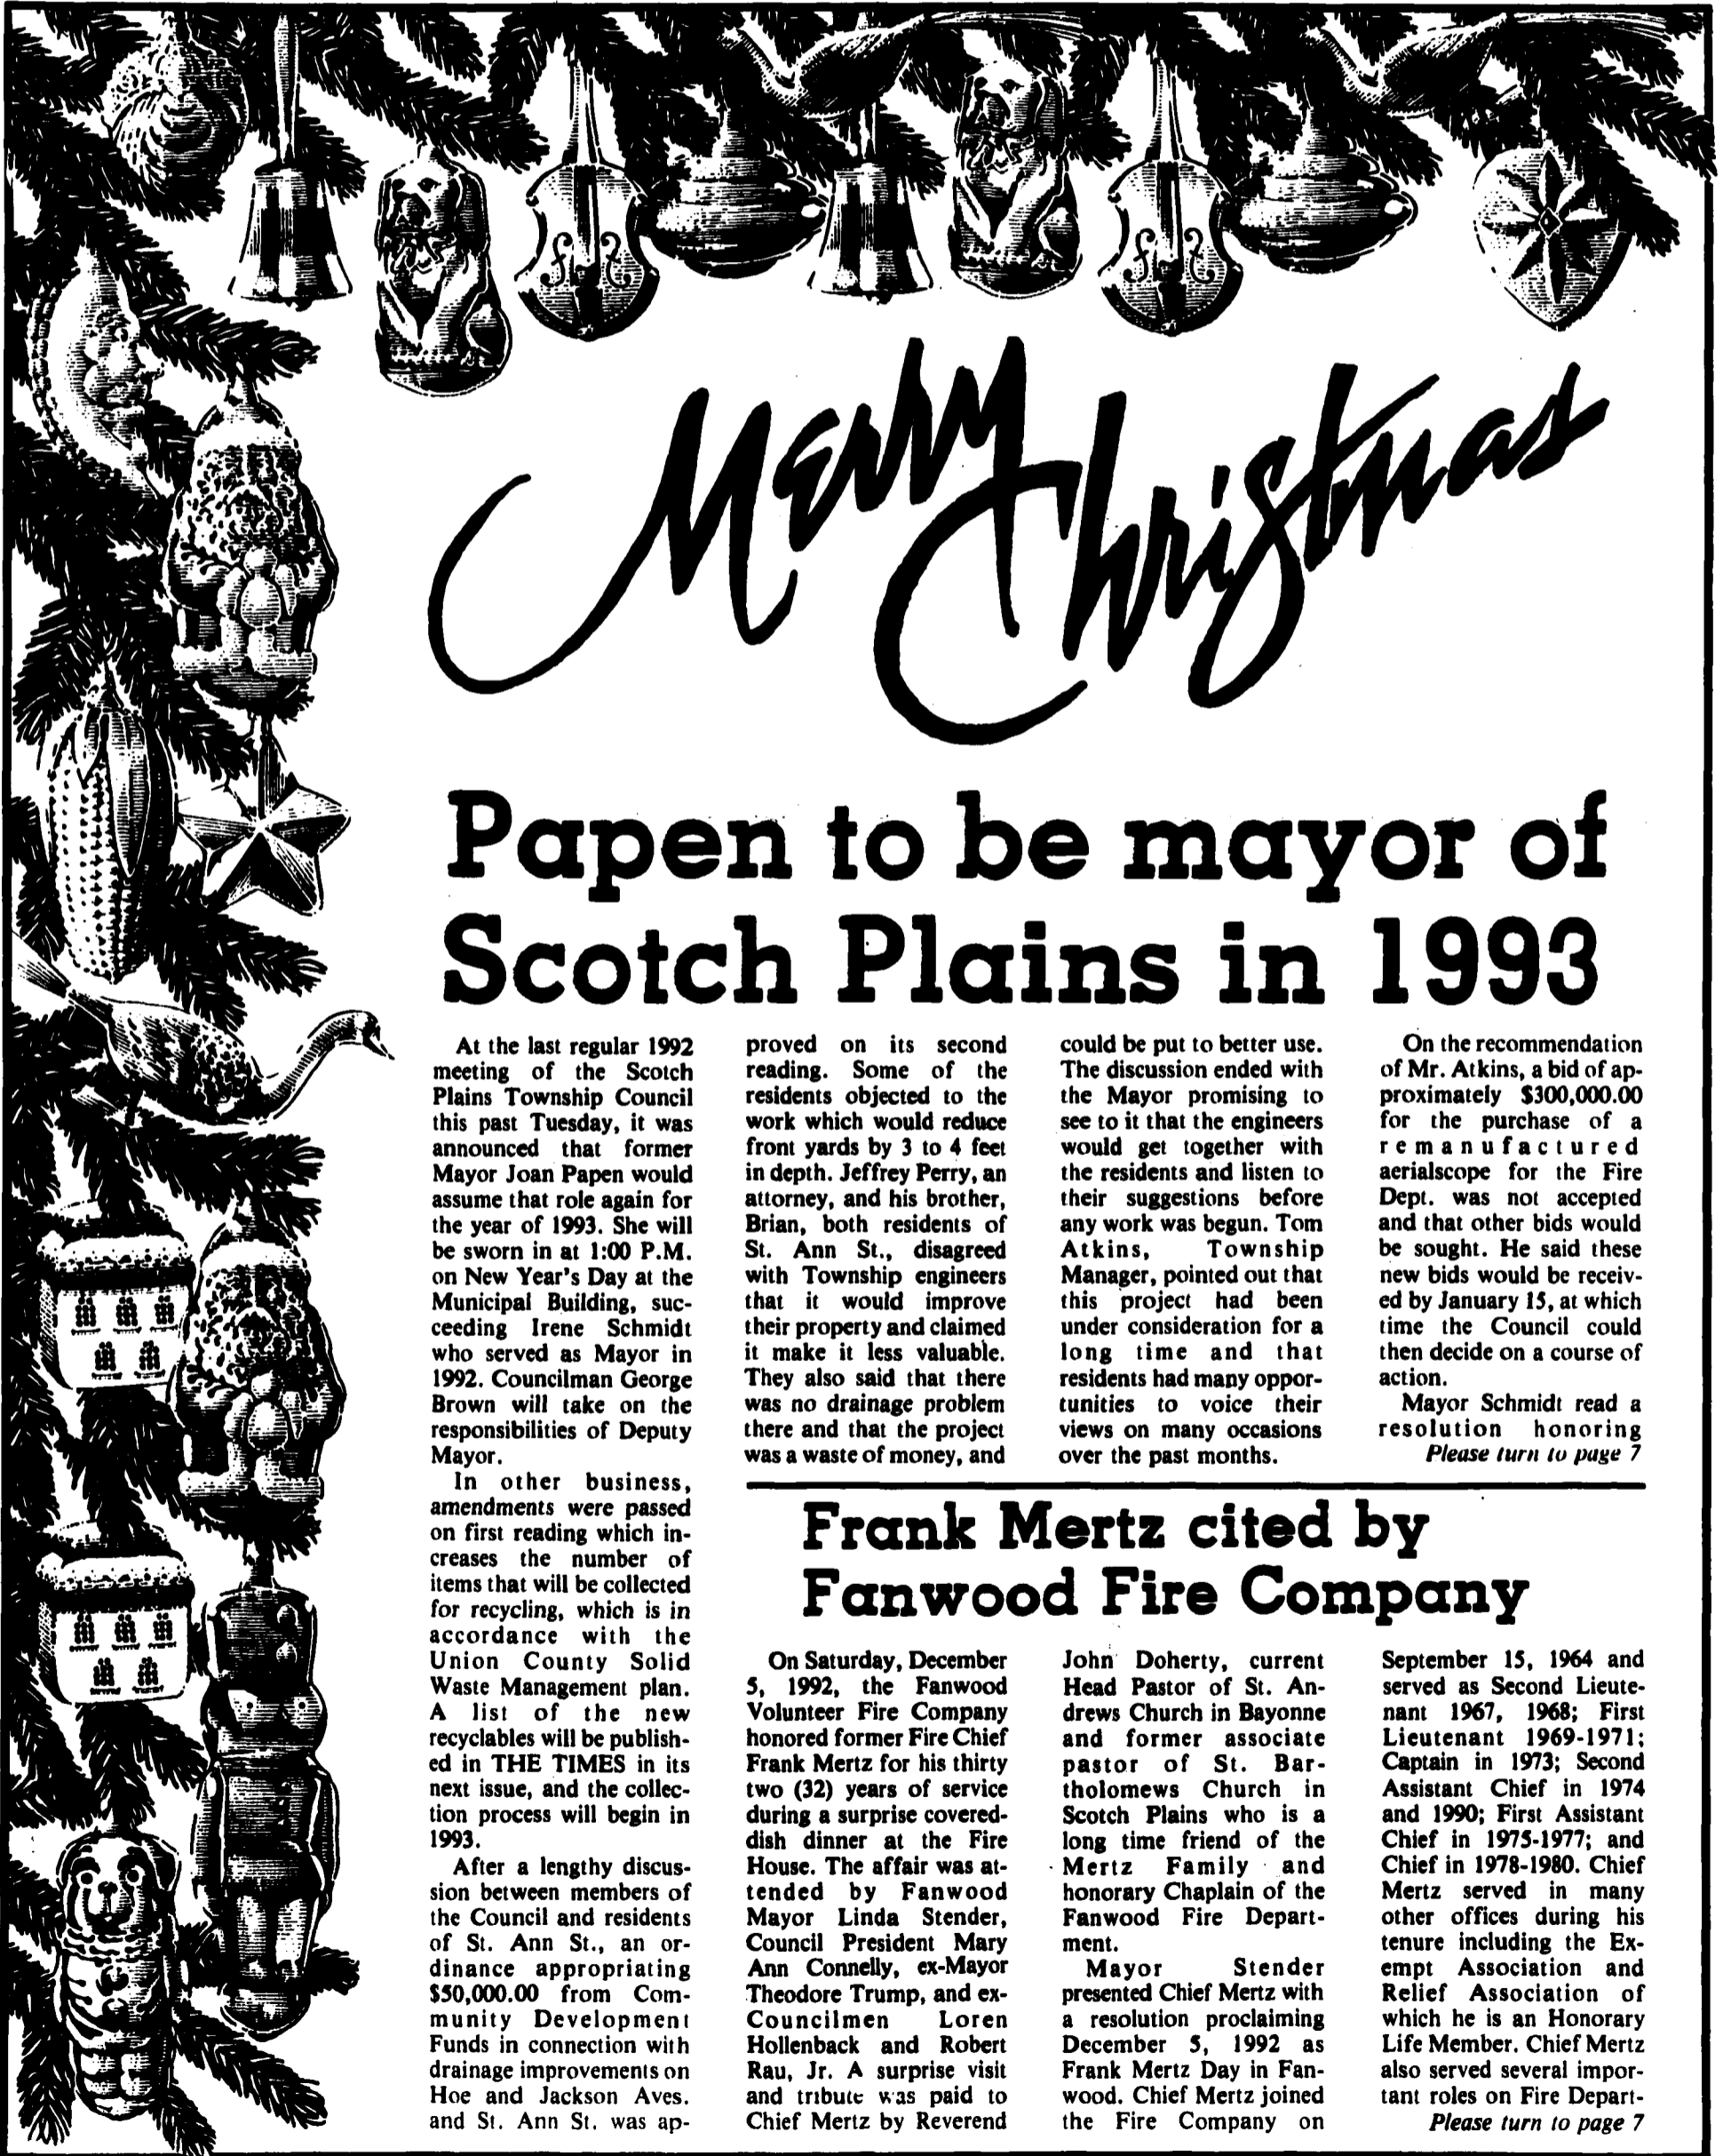 Merry Christmas
Papen to be mayor of
Scotch Plains in 1993
At the last regular 1992
meeting of the Scotch
Plains Township Council
this past Tuesday, it was
announced that former
Mayor Joan Papen would
assume that role again for
the year of 1993. She will
be sworn in at 1:00 P.M.
on New Year's Day at the
Municipal Building, suc-
ceeding Irene Schmidt
who served as Mayor in
1992. Councilman George
Brown will take on the
responsibilities of Deputy
Mayor.
In other business,
amendments were passed
on first reading which in-
creases the number of
items that will be collected
for recycling, which is in
accordance with the
Union County Solid
Waste Management plan.
A list of the new
recyclables will be publish-
ed in THE TIMES in its
next issue, and the collec-
tion process will begin in
1993.
After a lengthy discus-
sion between members of
the Council and residents
of St. Ann St., an or-
dinance appropriating
$50,000.00 from Com-
munity Development
Funds in connection with
drainage improvements on
Hoe and Jackson Aves.
and St. Ann St. was ap-
proved on its second
reading. Some of the
residents objected to the
work which would reduce
front yards by 3 to 4 feet
in depth. Jeffrey Perry, an
attorney, and his brother,
Brian, both residents of
St. Ann St., disagreed
with Township engineers
that it would improve
their property and claimed
it make it less valuable.
They also said that there
was no drainage problem
there and that the project
was a waste of money, and
could be put to better use.
The discussion ended with
the Mayor promising to
see to it that the engineers
would get together with
the residents and listen to
their suggestions before
any work was begun. Tom
Atkins, Township
Manager, pointed out that
this project had been
under consideration for a
long time and that
residents had many oppor-
tunities to voice their
views on many occasions
over the past months.
On the recommendation
of Mr. Atkins, a bid of ap-
proximately $300,000.00
for the purchase of a
remanufactured
aerialscope for the Fire
Dept. was not accepted
and that other bids would
be sought. He said these
new bids would be receiv-
ed by January 15, at which
time the Council could
then decide on a course of
action.
Mayor Schmidt read a
resolution honoring
Please turn to page 7
Frank Mertz cited by
Fanwood Fire Company
On Saturday, December
5, 1992, the Fanwood
Volunteer Fire Company
honored former Fire Chief
Frank Mertz for his thirty
two (32) years of service
during a surprise covered-
dish dinner at the Fire
House. The affair was at-
tended by Fanwood
Mayor Linda Stender,
Council President Mary
Ann Connelly, ex-Mayor
Theodore Trump, and ex-
Councilmen Loren
Hollenback and Robert
Rau, Jr. A surprise visit
and tribute was paid to
Chief Mertz by Reverend
John Doherty, current
Head Pastor of St. An-
drews Church in Bayonne
and former associate
pastor of St. Bar-
tholomews Church in
Scotch Plains who is a
long time friend of the
Mertz Family and
honorary Chaplain of the
Fanwood Fire Depart-
ment.
Mayor Stender
presented Chief Mertz with
a resolution proclaiming
December 5, 1992 as
Frank Mertz Day in Fan-
wood. Chief Mertz joined
the Fire Company on
September 15, 1964 and
served as Second Lieute-
nant 1967, 1968; First
Lieutenant 1969-1971;
Captain in 1973; Second
Assistant Chief in 1974
and 1990; First Assistant
Chief in 1975-1977; and
Chief in 1978-1980. Chief
Mertz served in many
other offices during his
tenure including the Ex-
empt Association and
Relief Association of
which he is an Honorary
Life Member. Chief Mertz
also served several impor-
tant roles on Fire Depart-
Please turn to page 7